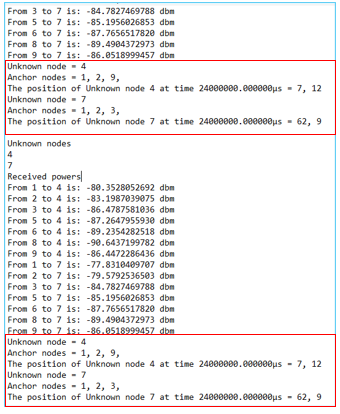 From 3 to 7 is: -84.7827469788 dbm
From 5 to 7 is: -85.1956026853 dbm
From 6 to 7 is: -87.7656517820 dbm
From 8 to 7 is: -89.4904372973 dbm
From 9 to 7 is: -86.0518999457 dbm
Unknown node = 4
Anchor nodes = 1, 2, 9,
The position of Unknown node 4 at time 24000000.000000µs = 7, 12
Unknown node = 7
Anchor nodes = 1, 2, 3,
The position of Unknown node 7 at time 24000000.000000µs = 62, 9
Unknown nodes
4
7
Received powers
From 1 to 4 is: -80.3528052692 dbm
From 2 to 4 is: -83.1987039075 dbm
From 3 to 4 is: -86.4787581036 dbm
From 5 to 4 is: -87.2647955930 dbm
From 6 to 4 is: -89.2354282518 dbm
From 8 to 4 is: -90.6437199782 dbm
From 9 to 4 is: -86.4472286436 dbm
From 1 to 7 is: -77.8310409707 dbm
From 2 to 7 is: -79.5792536503 dbm
From 3 to 7 is: -84.7827469788 dbm
From 5 to 7 is: -85.1956026853 dbm
From 6 to 7 is: -87.7656517820 dbm
From 8 to 7 is: -89.4904372973 dbm
From 9 to 7 is: -86.0518999457 dbm
Unknown node = 4
Anchor nodes = 1, 2, 9,
The position of Unknown node 4 at time 24000000.000000µs = 7, 12
Unknown node = 7
Anchor nodes = 1, 2, 3,
The position of Unknown node 7 at time 24000000.000000µs = 62, 9